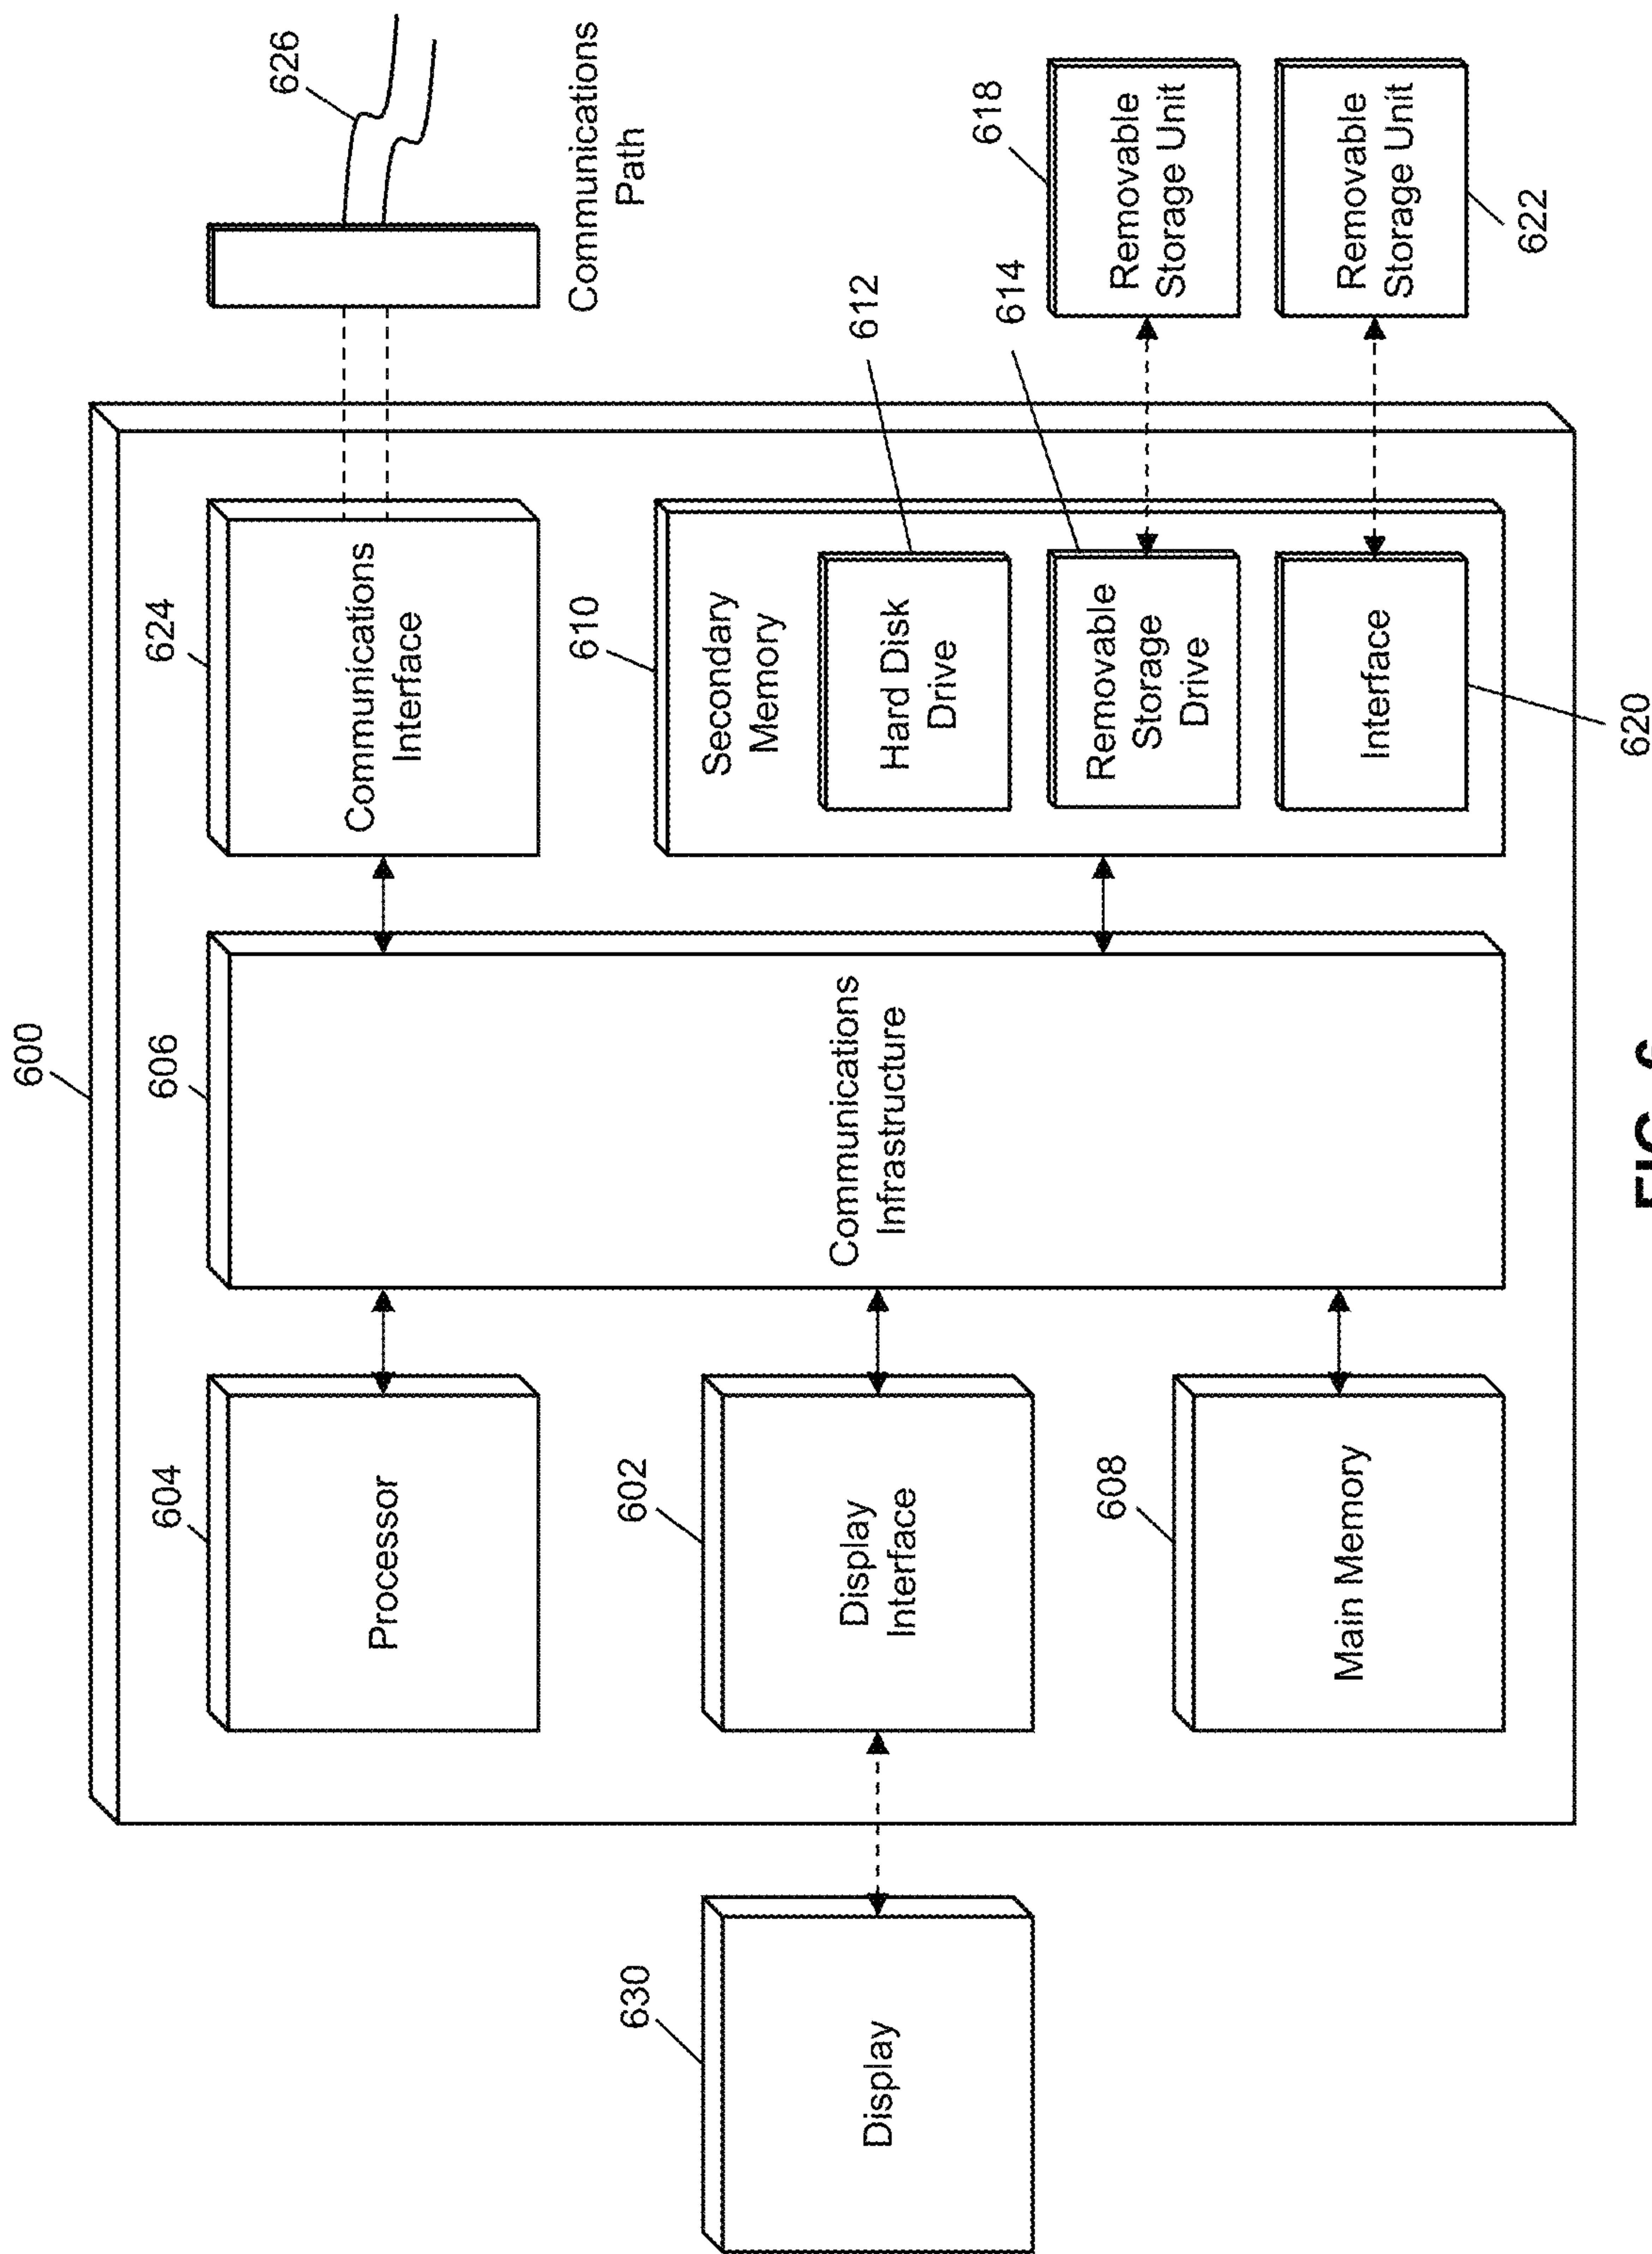 600
604
Processor
606
Communications
Infrastructure
624
Communications
Interface
626
Communications
Path
630
Display
602
Display
Interface
610
Secondary
Memory
612
Hard Disk
Drive
608
Main Memory
614
Removable
Storage
Drive
618
Removable
Storage Unit
Interface
620
Removable
Storage Unit
622
FIG. 6